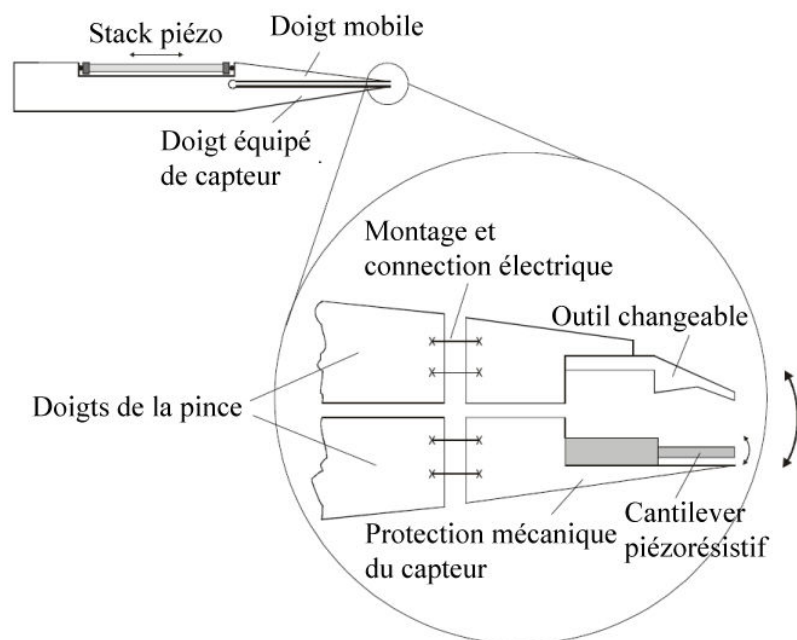 Stack piézo
Doigt mobile
Doigt équipé
de capteur
Montage et
connection électrique
Outil changeable
Doigts de la pince
Protection mécanique
du capteur
Cantilever
piézorésistif